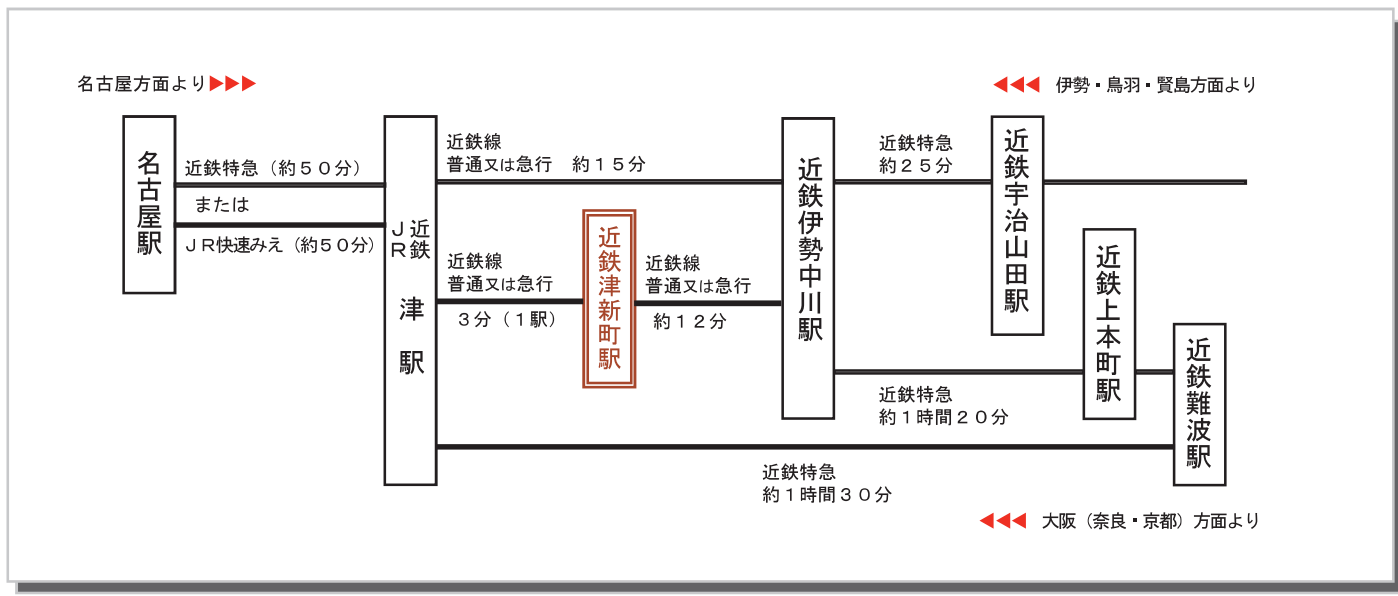 名古屋方面より▶▶▶
◀◀◀ 伊勢・鳥羽・賢島方面より
名古屋駅
近鉄特急（約５０分）
または
ＪＲ快速みえ（約５０分）
近鉄
ＪＲ
津駅
近鉄線
普通又は急行　約１５分
近鉄線
普通又は急行
３分（１駅）
近鉄津新町駅
近鉄線
普通又は急行
約１２分
近鉄伊勢中川駅
近鉄特急
約２５分
近鉄宇治山田駅
近鉄特急
約１時間２０分
近鉄上本町駅
近鉄難波駅
近鉄特急
約１時間３０分
◀◀◀ 大阪（奈良・京都）方面より